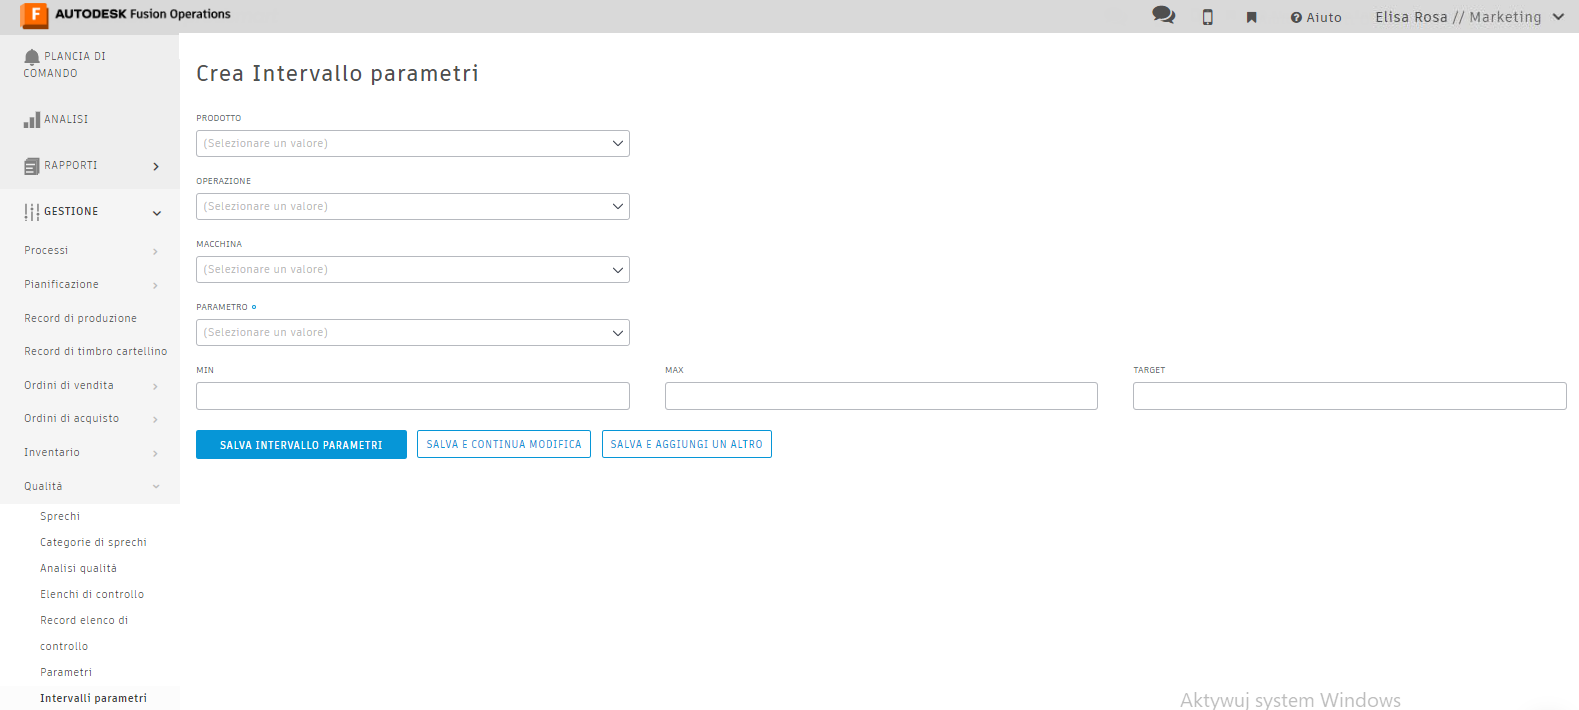 F AUTODESK Fusion Operations
Aiuto
Elisa Rosa // Marketing
PLANCIA DI
COMANDO
ANALISI
RAPPORTI
GESTIONE
Processi
Pianificazione
Record di produzione
Record di timbro cartellino
Ordini di vendita
Ordini di acquisto
Inventario
Qualità
Sprechi
Categorie di sprechi
Analisi qualità
Elenchi di controllo
Record elenco di
controllo
Parametri
Intervalli parametri
Crea Intervallo parametri
PRODOTTO
(Selezionare un valore)
OPERAZIONE
(Selezionare un valore)
MACCHINA
(Selezionare un valore)
PARAMETRO
(Selezionare un valore)
MIN MAX TARGET
SALVA INTERVALLO PARAMETRI SALVA E CONTINUA MODIFICA SALVA E AGGIUNGI UN ALTRO
Aktywuj system Windows